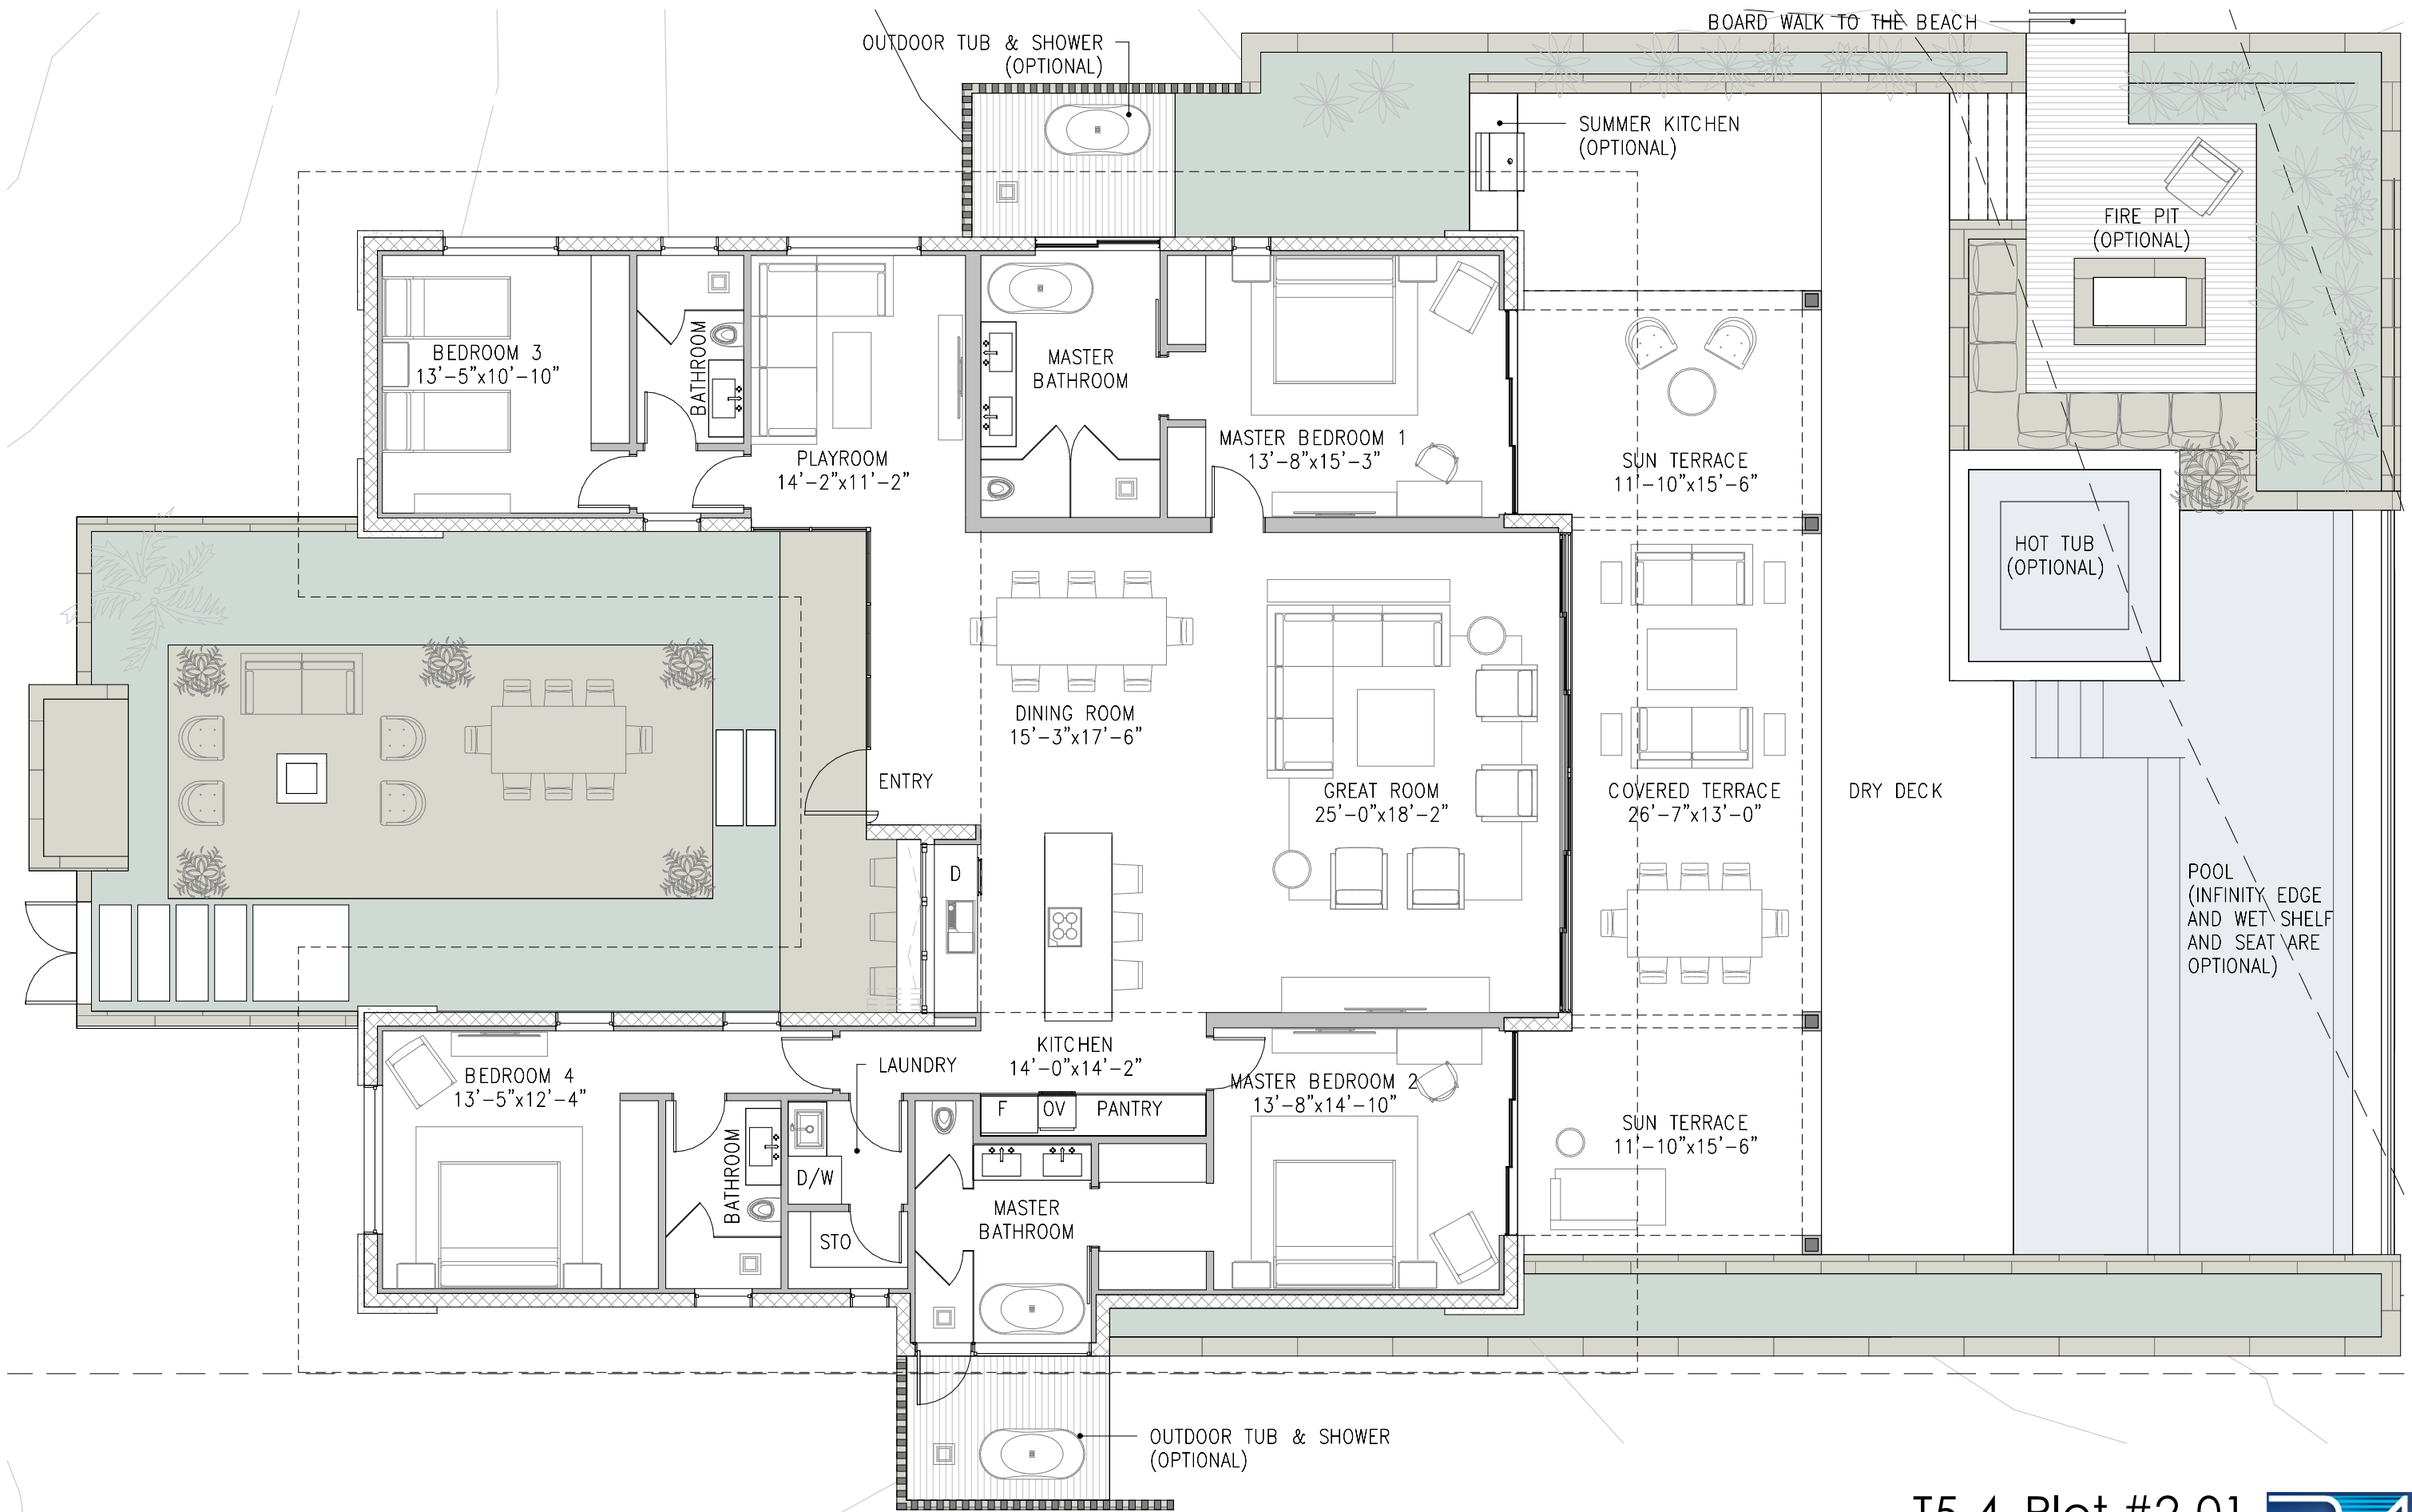 BOARD WALK TO THE BEACH
OUTDOOR TUB & SHOWER
(OPTIONAL)
SUMMER KITCHEN
(OPTIONAL)
FIRE PIT
(OPTIONAL)
BEDROOM 3
13'-5"x10'-10"
BATHROOM
PLAYROOM
14'-2"x11'-2"
MASTER
BATHROOM
MASTER BEDROOM 1
13'-8"x15'-3"
SUN TERRACE
11'-10"x15'-6"
HOT TUB
(OPTIONAL)
DINING ROOM
15'-3"x17'-6"
ENTRY
GREAT ROOM
25'-0"x18'-2"
COVERED TERRACE
26'-7"x13'-0"
DRY DECK
D
POOL
(INFINITY EDGE
AND WET SHELF
AND SEAT ARE
OPTIONAL)
KITCHEN
14'-0"x14'-2"
LAUNDRY
BEDROOM 4
13'-5"x12'-4"
MASTER BEDROOM 2
13'-8"x14'-10"
F
OV
PANTRY
SUN TERRACE
11'-10"x15'-6"
BATHROOM
D/W
STO
MASTER
BATHROOM
OUTDOOR TUB & SHOWER
(OPTIONAL)